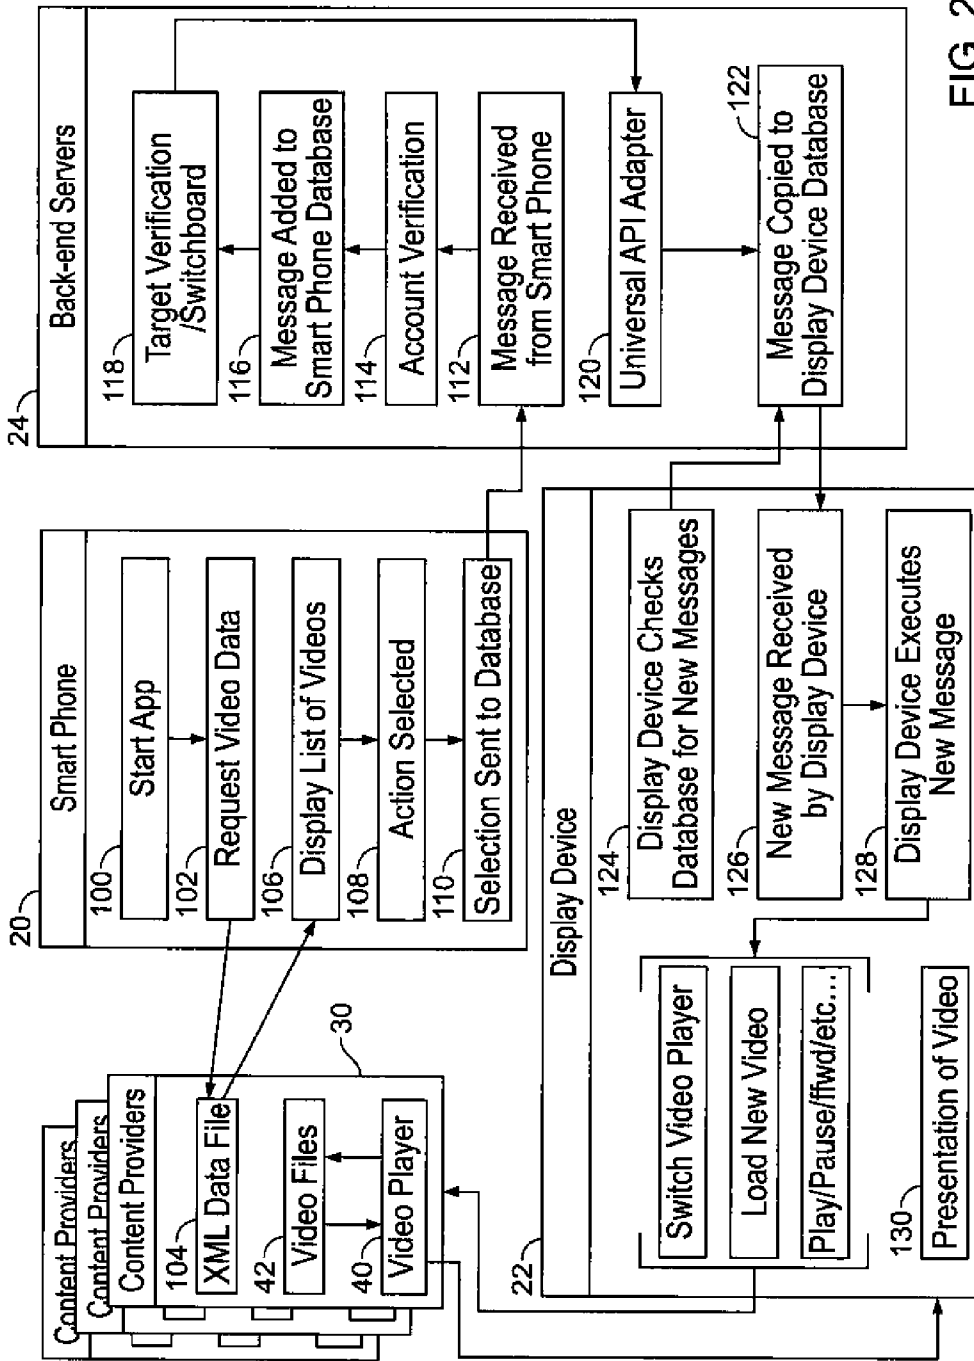 Content Providers
Content Providers
Content Providers
30
104
XML Data File
42
Video Files
40
Video Player
20
Smart Phone
100
Start App
102
Request Video Data
106
Display List of Videos
108
Action Selected
110
Selection Sent to Database
24
Back-end Servers
118
Target Verification
/Switchboard
116
Message Added to
Smart Phone Database
114
Account Verification
112
Message Received
from Smart Phone
120
Universal API Adapter
122
Message Copied to
Display Device Database
22
Display Device
124
Display Device Checks
Database for New Messages
126
New Message Received
by Display Device
128
Display Device Executes
New Message
Switch Video Player
Load New Video
Play/Pause/ffwd/etc...
130
Presentation of Video
FIG. 2